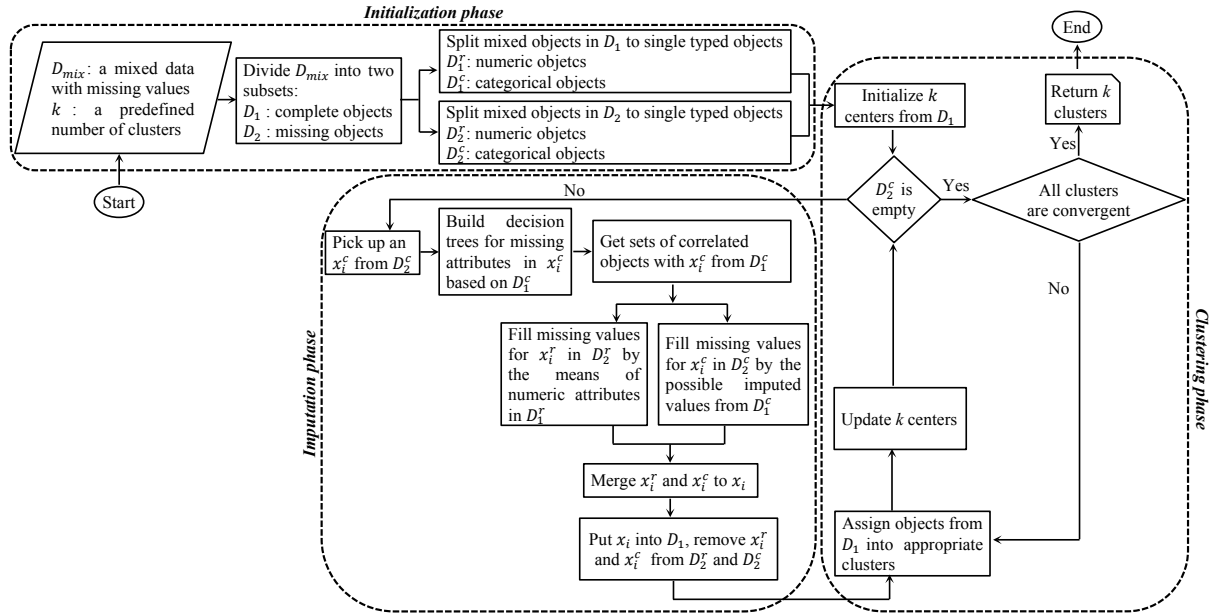 Initialization phase
D_mix: a mixed data
with missing values
k : a predefined
number of clusters
Start
Divide D_mix into two
subsets:
D_1 : complete objects
D_2 : missing objects
Split mixed objects in D_1 to single typed objects
D_1^r: numeric objetcs
D_1^c: categorical objects
Split mixed objects in D_2 to single typed objects
D_2^r: numeric objetcs
D_2^c: categorical objects
Initialize k
centers from D_1
End
Return k
clusters
Yes
D_2^c is
empty
Yes
All clusters
are convergent
No
No
Pick up an
x_i^c from D_2^c
Build decision
trees for missing
attributes in x_i^c
based on D_1^c
Get sets of correlated
objects with x_i^c from D_1^c
Fill missing values
for x_i^r in D_2^r by
the means of
numeric attributes
in D_1^r
Fill missing values
for x_i^c in D_2^c by the
possible imputed
values from D_1^c
Merge x_i^r and x_i^c to x_i
Put x_i into D_1, remove x_i^r
and x_i^c from D_2^r and D_2^c
Imputation phase
Update k centers
Assign objects from
D_1 into appropriate
clusters
Clustering phase